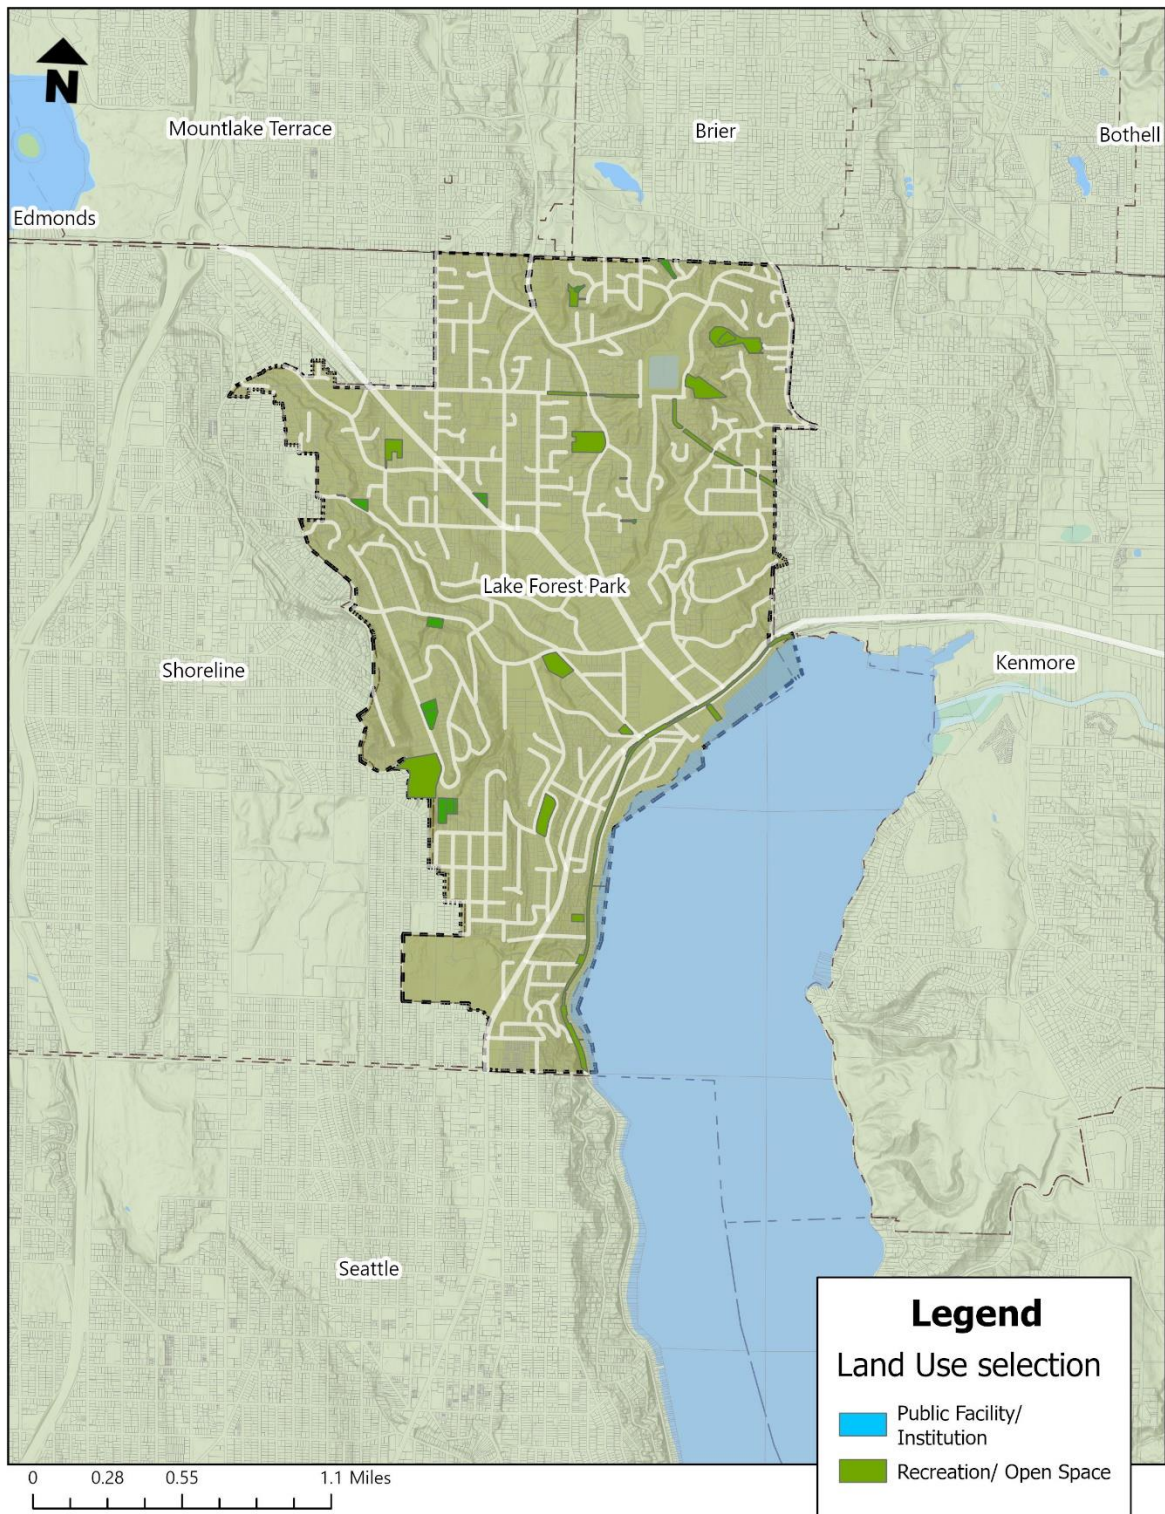 N
Mountlake Terrace
Brier
Bothell
Edmonds
Lake Forest Park
Shoreline
Kenmore
Seattle
Legend
Land Use selection
Public Facility/
Institution
Recreation/ Open Space
0 0.28 0.55 1.1 Miles